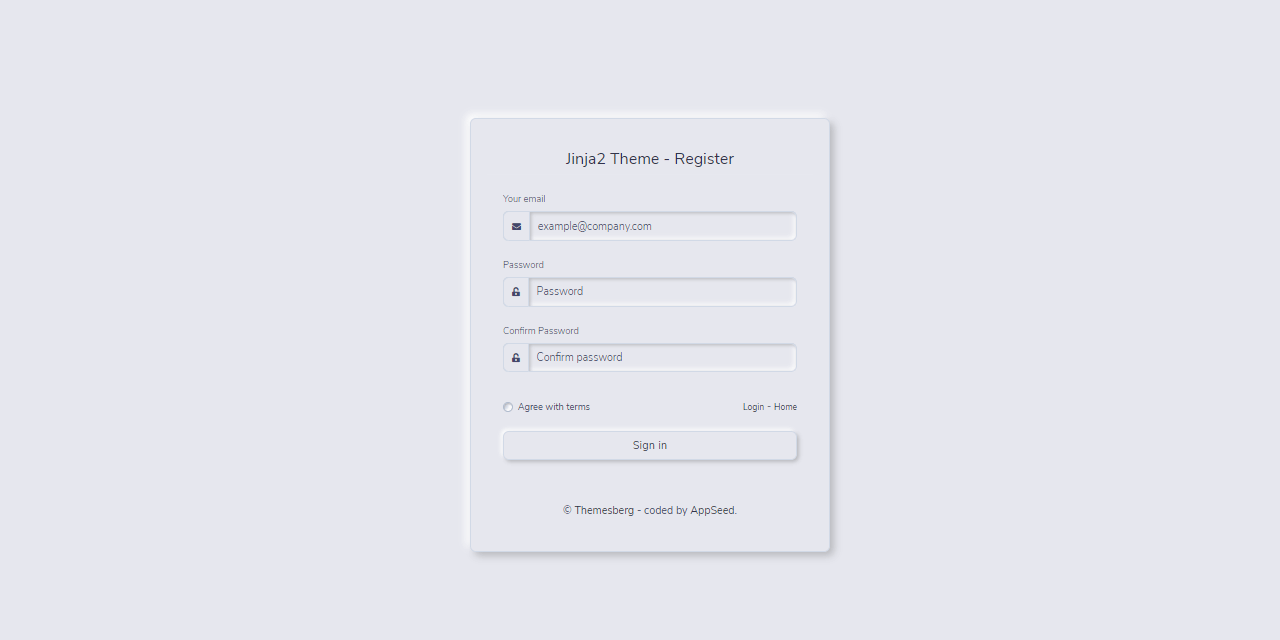 Jinja2 Theme - Register
Your email
example@company.com
Password
Password
Confirm Password
Confirm password
Agree with terms
Login - Home
Sign in
© Themesberg - coded by AppSeed.